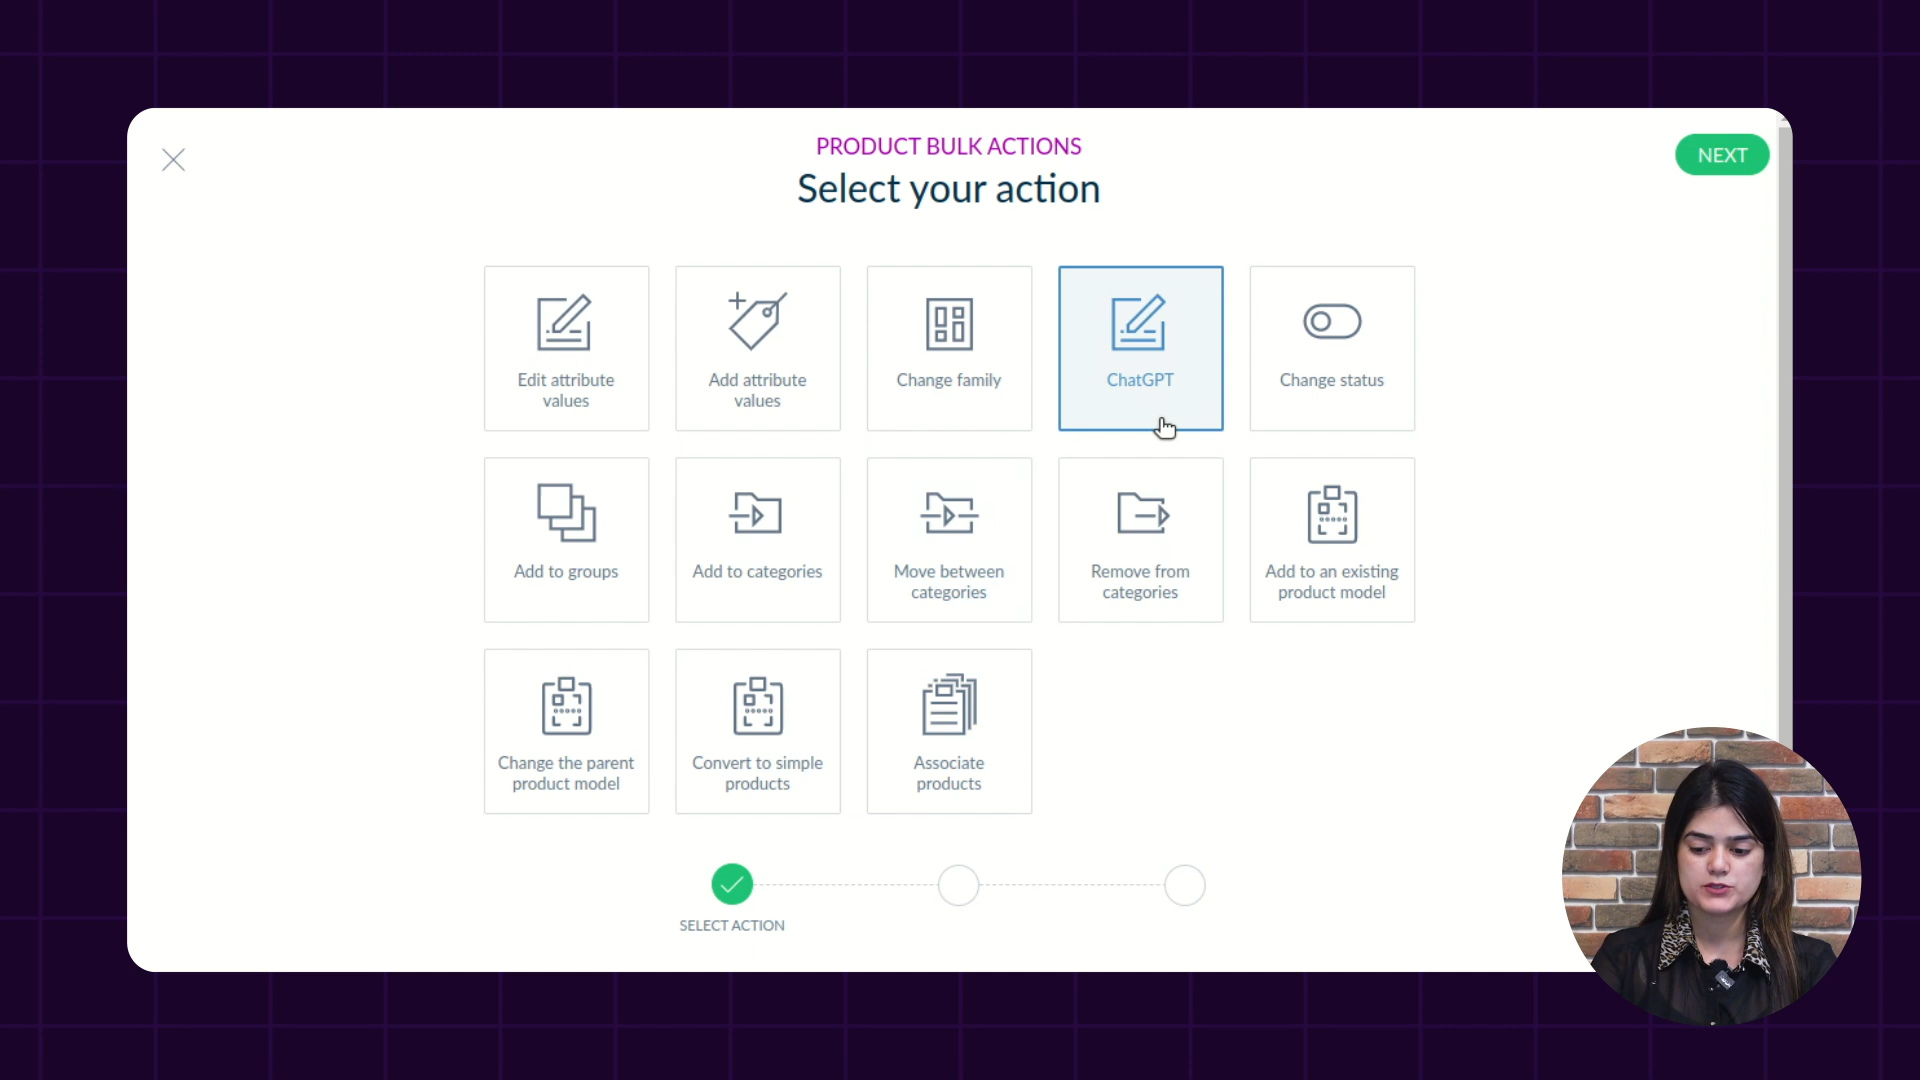 PRODUCT BULK ACTIONS
NEXT
Select your action
Edit attribute
values
Add attribute
values
Change family
ChatGPT
Change status
Add to groups
Add to categories
Move between
categories
Remove from
categories
Add to an existing
product model
Change the parent
product model
Convert to simple
products
Associate
products
SELECT ACTION